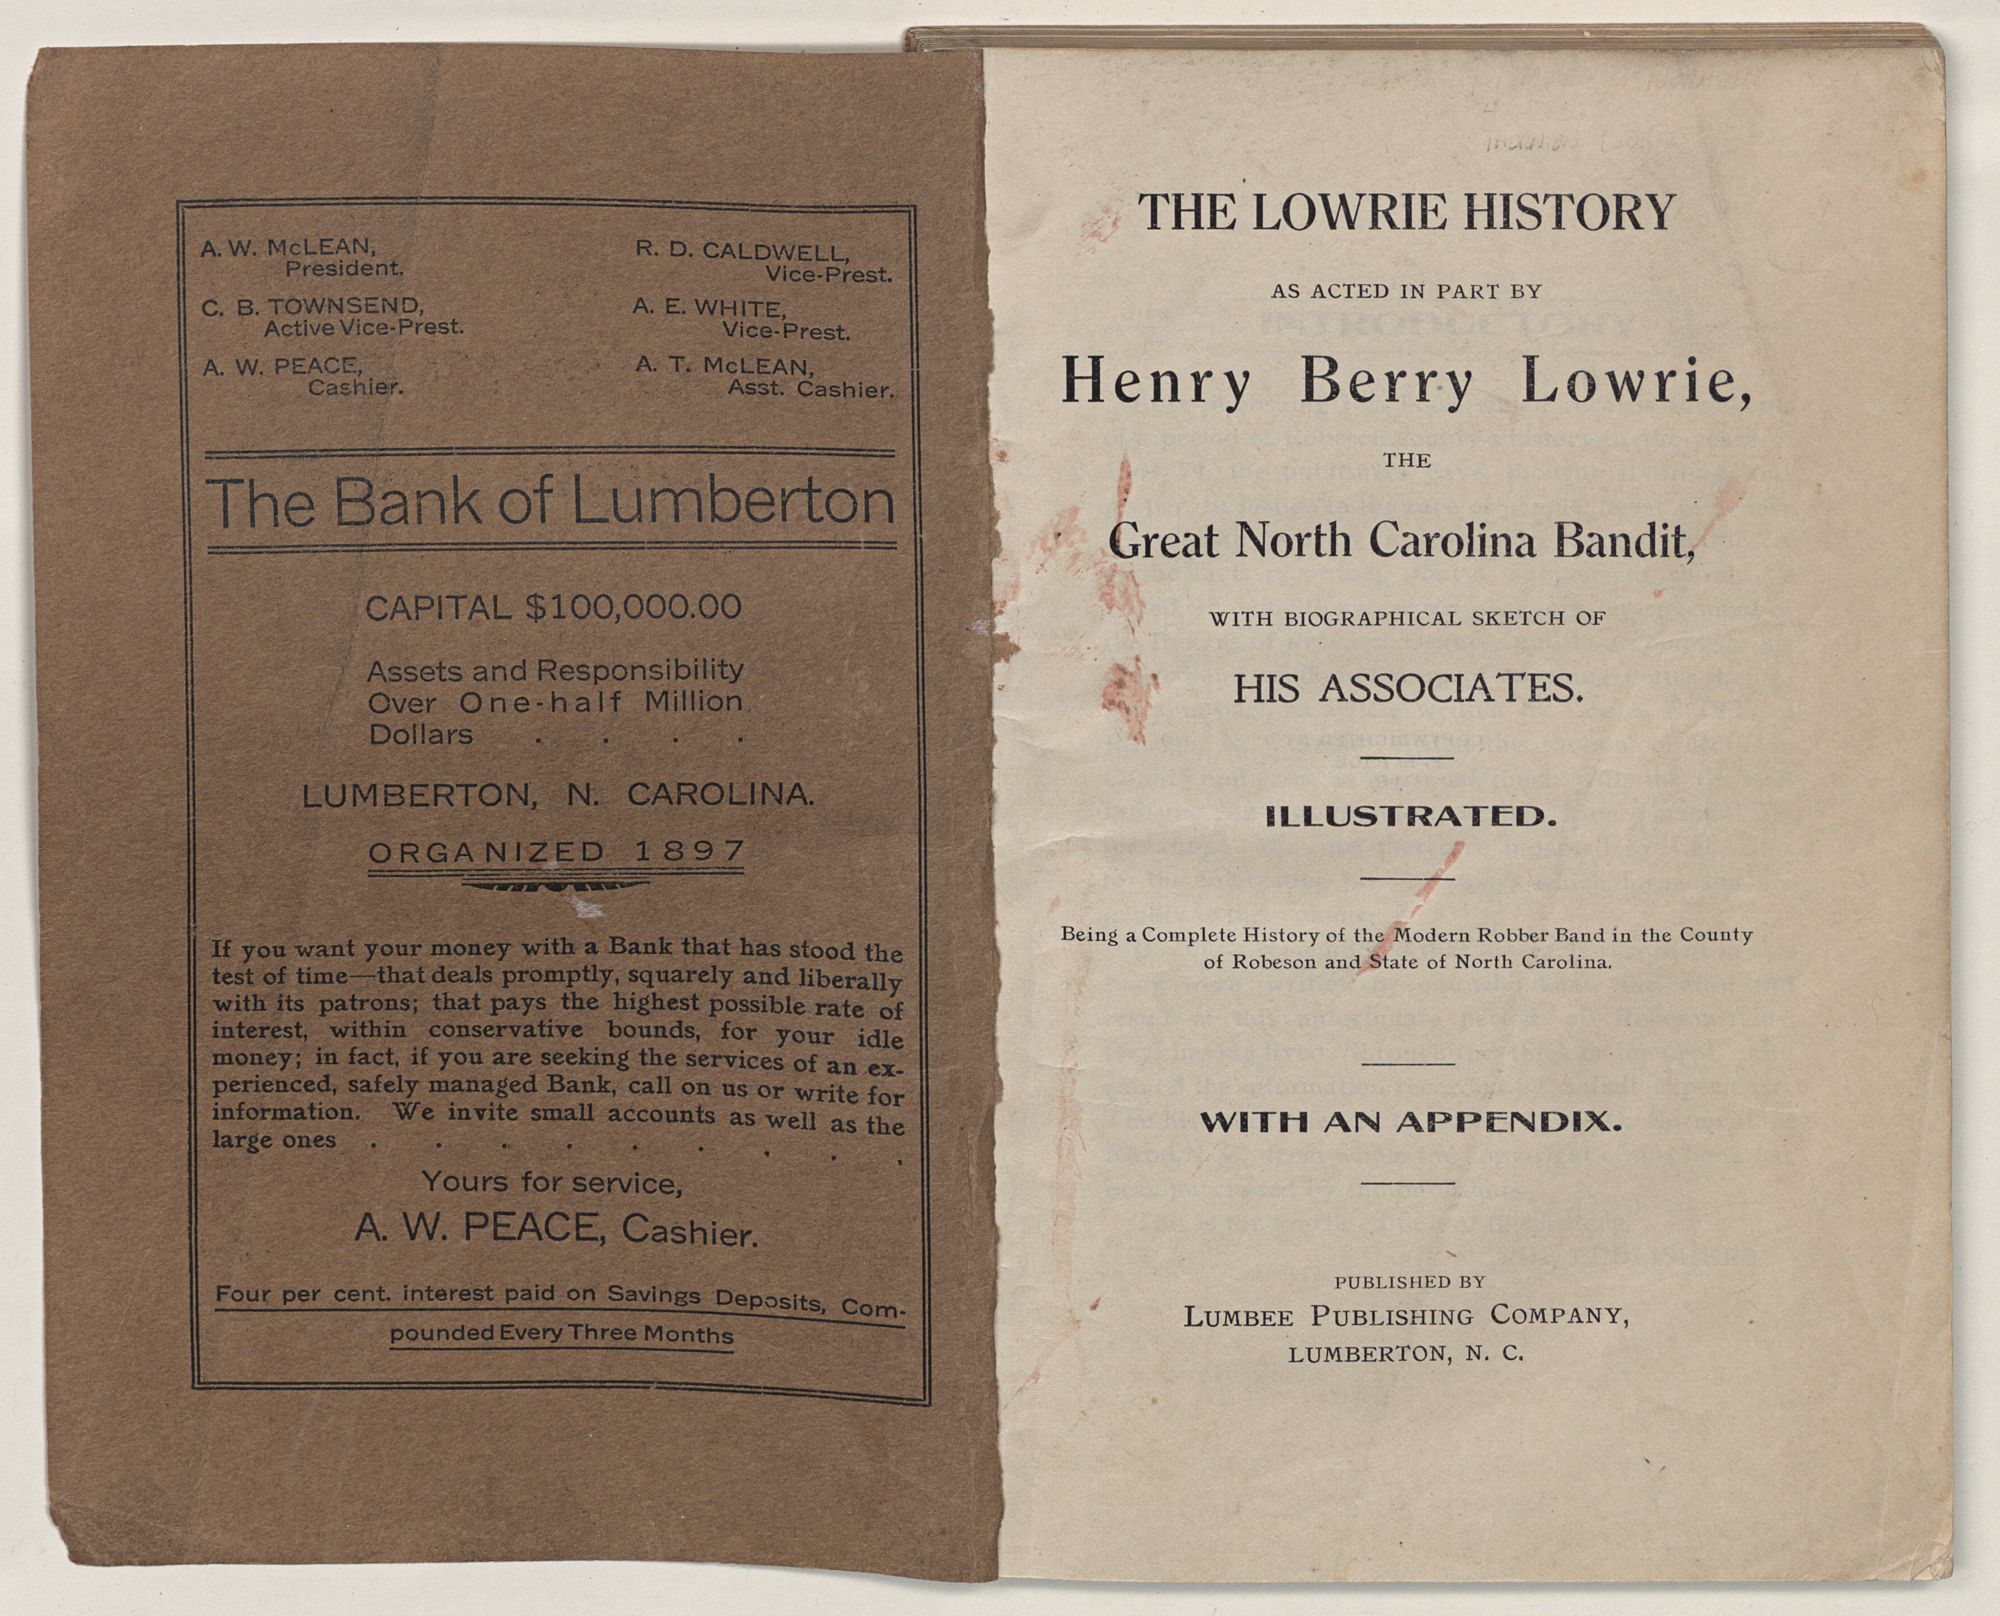 A. W. McLEAN,
President.
R. D. CALDWELL,
Vice-Prest.
C. B. TOWNSEND,
Active Vice-Prest.
A. E. WHITE,
Vice-Prest.
A. W. PEACE,
Cashier.
A. T. McLEAN,
Asst. Cashier.
The Bank of Lumberton
CAPITAL $100,000.00
Assets and Responsibility
Over One-half Million
Dollars . . . .
LUMBERTON, N. CAROLINA.
ORGANIZED 1897
If you want your money with a Bank that has stood the
test of time—that deals promptly, squarely and liberally
with its patrons; that pays the highest possible rate of
interest, within conservative bounds, for your idle
money; in fact, if you are seeking the services of an ex-
perienced, safely managed Bank, call on us or write for
information. We invite small accounts as well as the
large ones . . . . . . . . .
Yours for service,
A. W. PEACE, Cashier.
Four per cent. interest paid on Savings Deposits, Com-
pounded Every Three Months
THE LOWRIE HISTORY
AS ACTED IN PART BY
Henry Berry Lowrie,
THE
Great North Carolina Bandit,
WITH BIOGRAPHICAL SKETCH OF
HIS ASSOCIATES.
ILLUSTRATED.
Being a Complete History of the Modern Robber Band in the County
of Robeson and State of North Carolina.
WITH AN APPENDIX.
PUBLISHED BY
LUMBEE PUBLISHING COMPANY,
LUMBERTON, N. C.